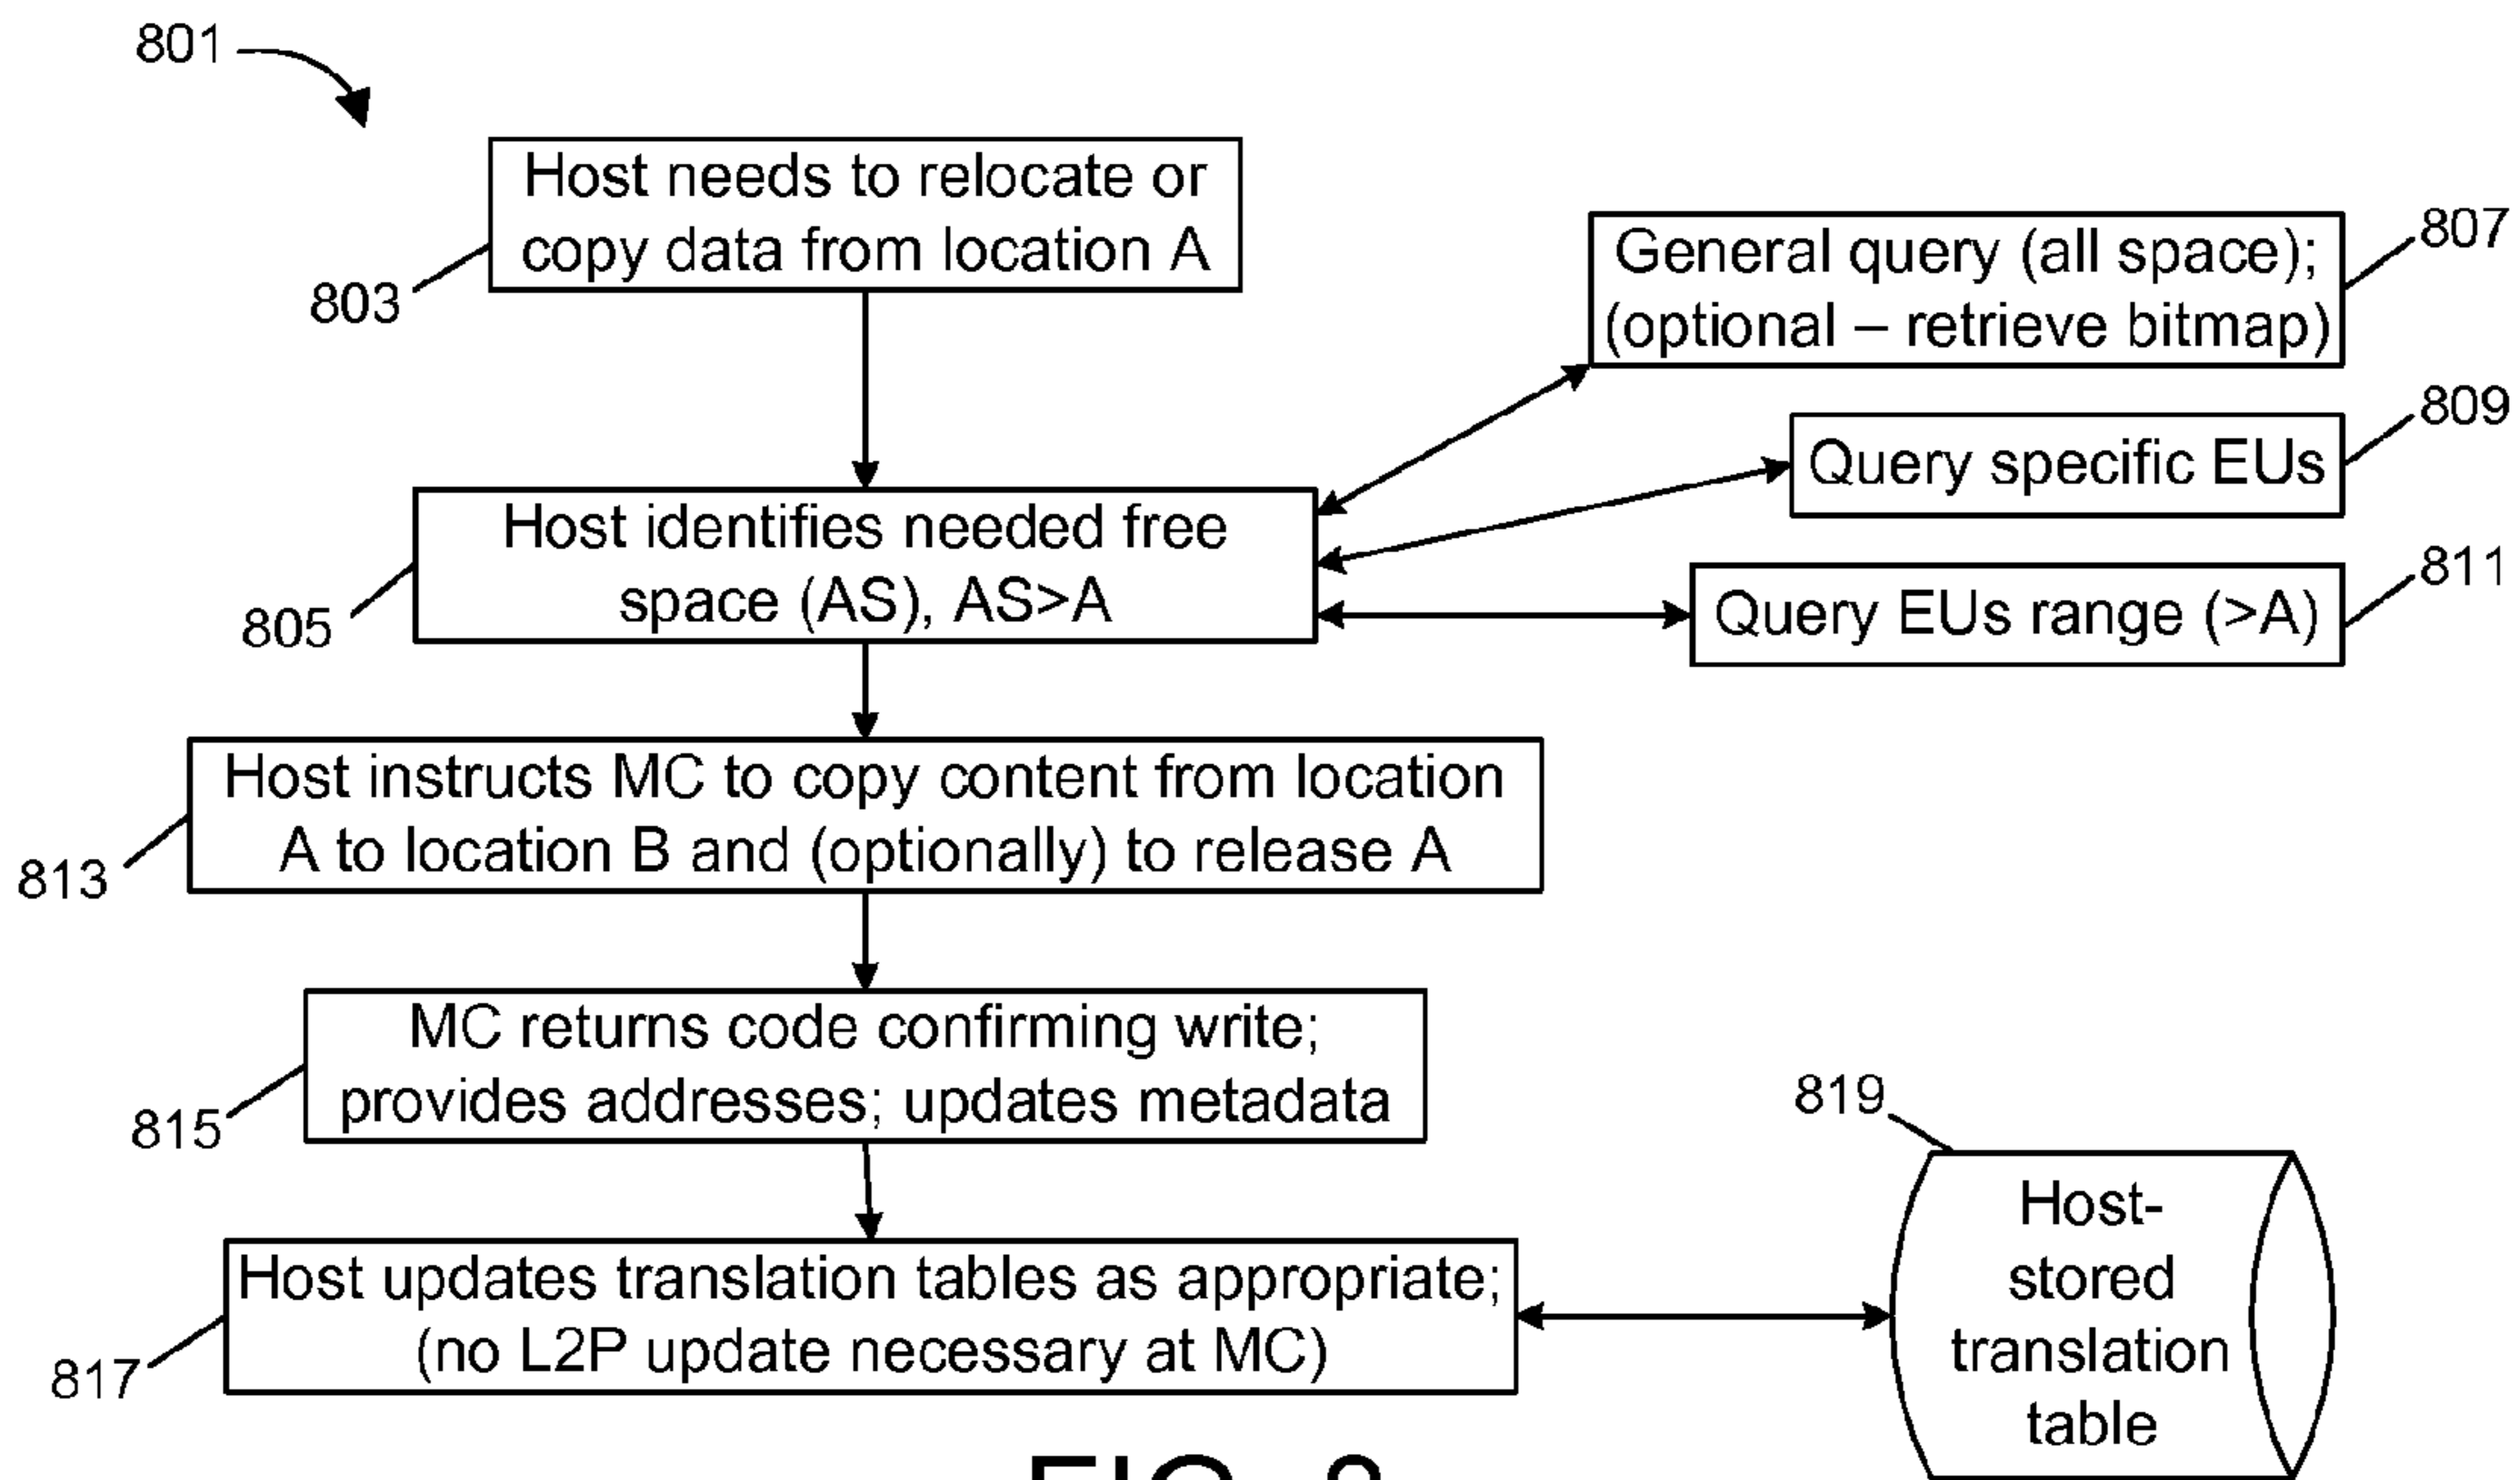 801
Host needs to relocate or
copy data from location A
803
General query (all space);
(optional – retrieve bitmap)
807
Query specific EUs
809
Host identifies needed free
space (AS), AS>A
805
Query EUs range (>A)
811
Host instructs MC to copy content from location
A to location B and (optionally) to release A
813
MC returns code confirming write;
provides addresses; updates metadata
815
819
Host updates translation tables as appropriate;
(no L2P update necessary at MC)
817
Host-
stored
translation
table